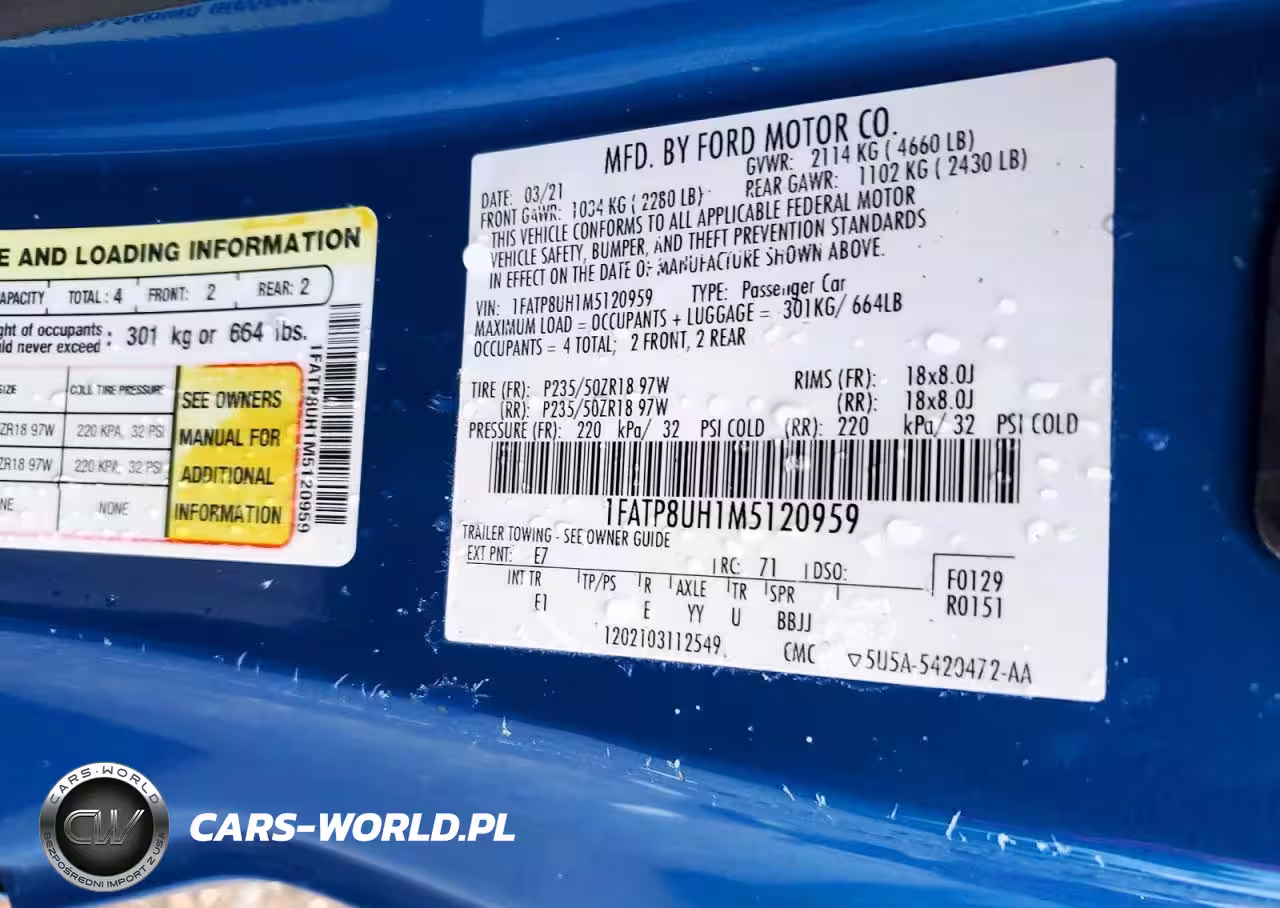 E AND LOADING INFORMATION
APACITY TOTAL : 4 FRONT: 2 REAR: 2
ght of occupants
ld never exceed : 301 kg or 664 lbs.
SIZE COLD TIRE PRESSURE
ZR18 97W 220 KPA, 32 PSI
ZR18 97W 220 KPA, 32 PSI
NE NONE
SEE OWNERS
MANUAL FOR
ADDITIONAL
INFORMATION
1FATP8UH1M5120959
MFD. BY FORD MOTOR CO.
DATE: 03/21 GVWR: 2114 KG ( 4660 LB)
FRONT GAWR: 1034 KG ( 2280 LB) REAR GAWR: 1102 KG ( 2430 LB)
THIS VEHICLE CONFORMS TO ALL APPLICABLE FEDERAL MOTOR
VEHICLE SAFETY, BUMPER, AND THEFT PREVENTION STANDARDS
IN EFFECT ON THE DATE OF MANUFACTURE SHOWN ABOVE.
VIN: 1FATP8UH1M5120959 TYPE: Passenger Car
MAXIMUM LOAD = OCCUPANTS + LUGGAGE = 301KG/ 664LB
OCCUPANTS = 4 TOTAL; 2 FRONT, 2 REAR
TIRE (FR): P235/50ZR18 97W RIMS (FR): 18x8.0J
(RR): P235/50ZR18 97W (RR): 18x8.0J
PRESSURE (FR): 220 kPa/ 32 PSI COLD (RR): 220 kPa/ 32 PSI COLD
1FATP8UH1M5120959
TRAILER TOWING - SEE OWNER GUIDE
EXT PNT: E7 RC: 71 DSO:
INT TR TP/PS R AXLE TR SPR
E1 E YY U BBJJ
F0129
R0151
1202103112549 CMC ▽5U5A-5420472-AA
CARS-WORLD
CW
BEZPOŚREDNI IMPORT Z USA
CARS-WORLD.PL